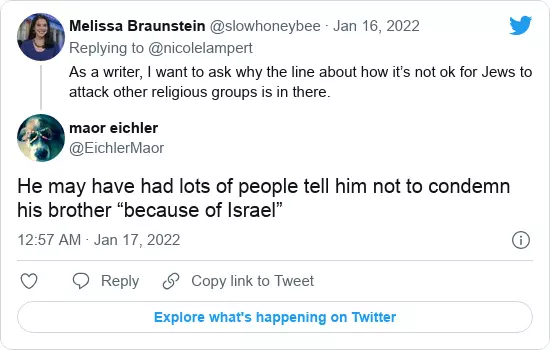 Melissa Braunstein @slowhoneybee · Jan 16, 2022
Replying to @nicolelampert
As a writer, I want to ask why the line about how it’s not ok for Jews to
attack other religious groups is in there.
maor eichler
@EichlerMaor
He may have had lots of people tell him not to condemn
his brother “because of Israel”
12:57 AM · Jan 17, 2022
Reply Copy link to Tweet
Explore what's happening on Twitter